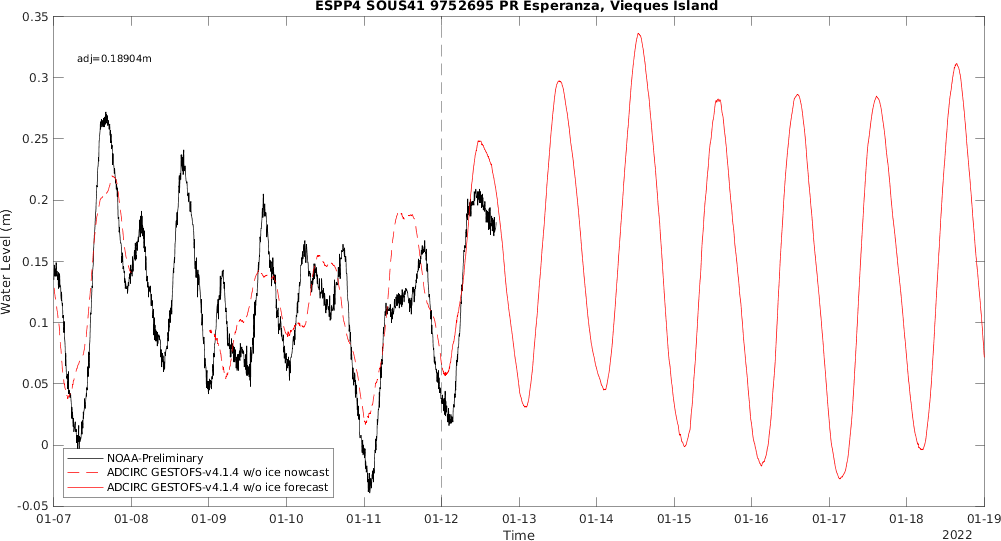 ESPP4 SOUS41 9752695 PR Esperanza, Vieques Island
adj=0.18904m
0.35
0.3
0.25
0.2
0.15
0.1
0.05
0
-0.05
Water Level (m)
NOAA-Preliminary
ADCIRC GESTOFS-v4.1.4 w/o ice nowcast
ADCIRC GESTOFS-v4.1.4 w/o ice forecast
01-07 01-08 01-09 01-10 01-11 01-12 01-13 01-14 01-15 01-16 01-17 01-18 01-19
Time
2022